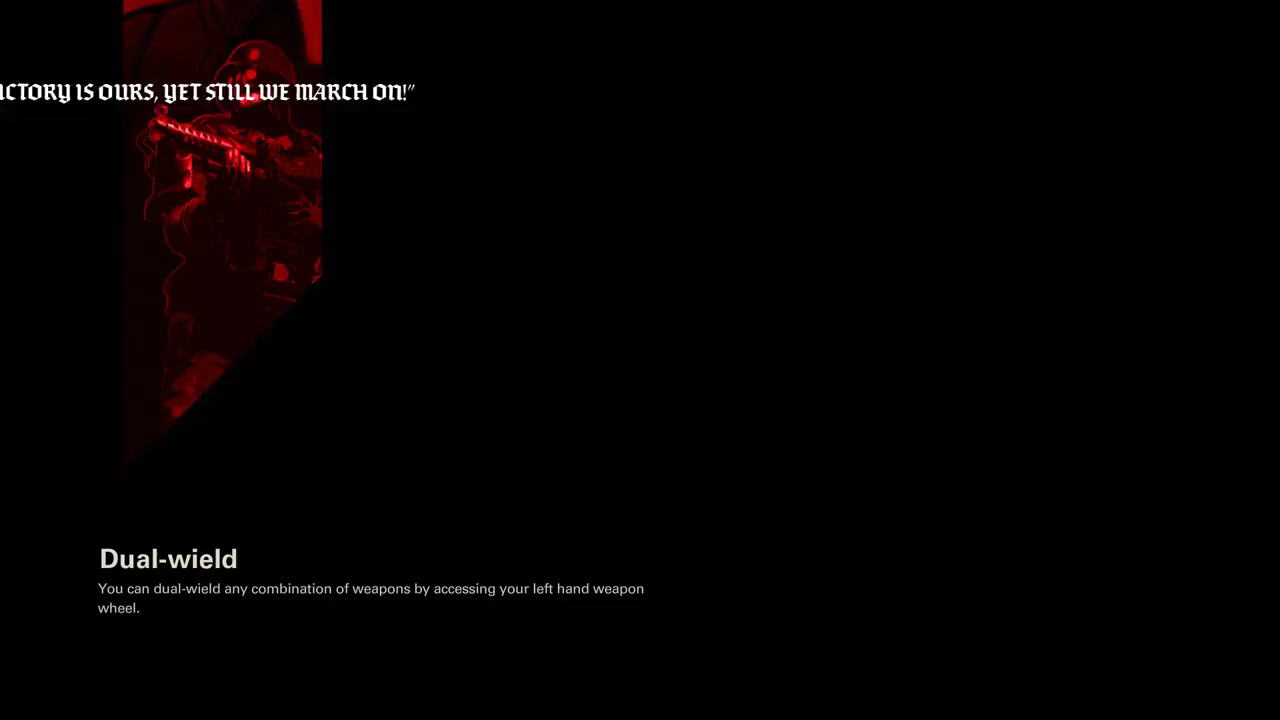 ICTORY IS OURS, YET STILL WE MARCH ON!"
Dual-wield
You can dual-wield any combination of weapons by accessing your left hand weapon
wheel.